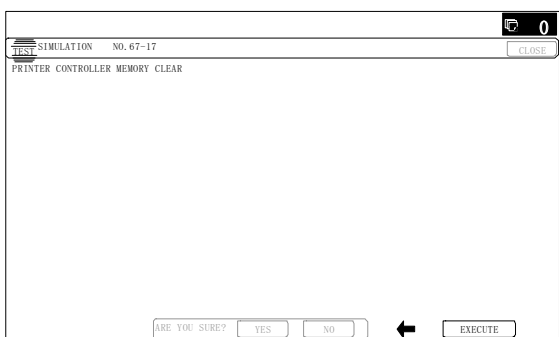 0
TEST SIMULATION NO.67-17 CLOSE
PRINTER CONTROLLER MEMORY CLEAR
ARE YOU SURE? YES NO EXECUTE